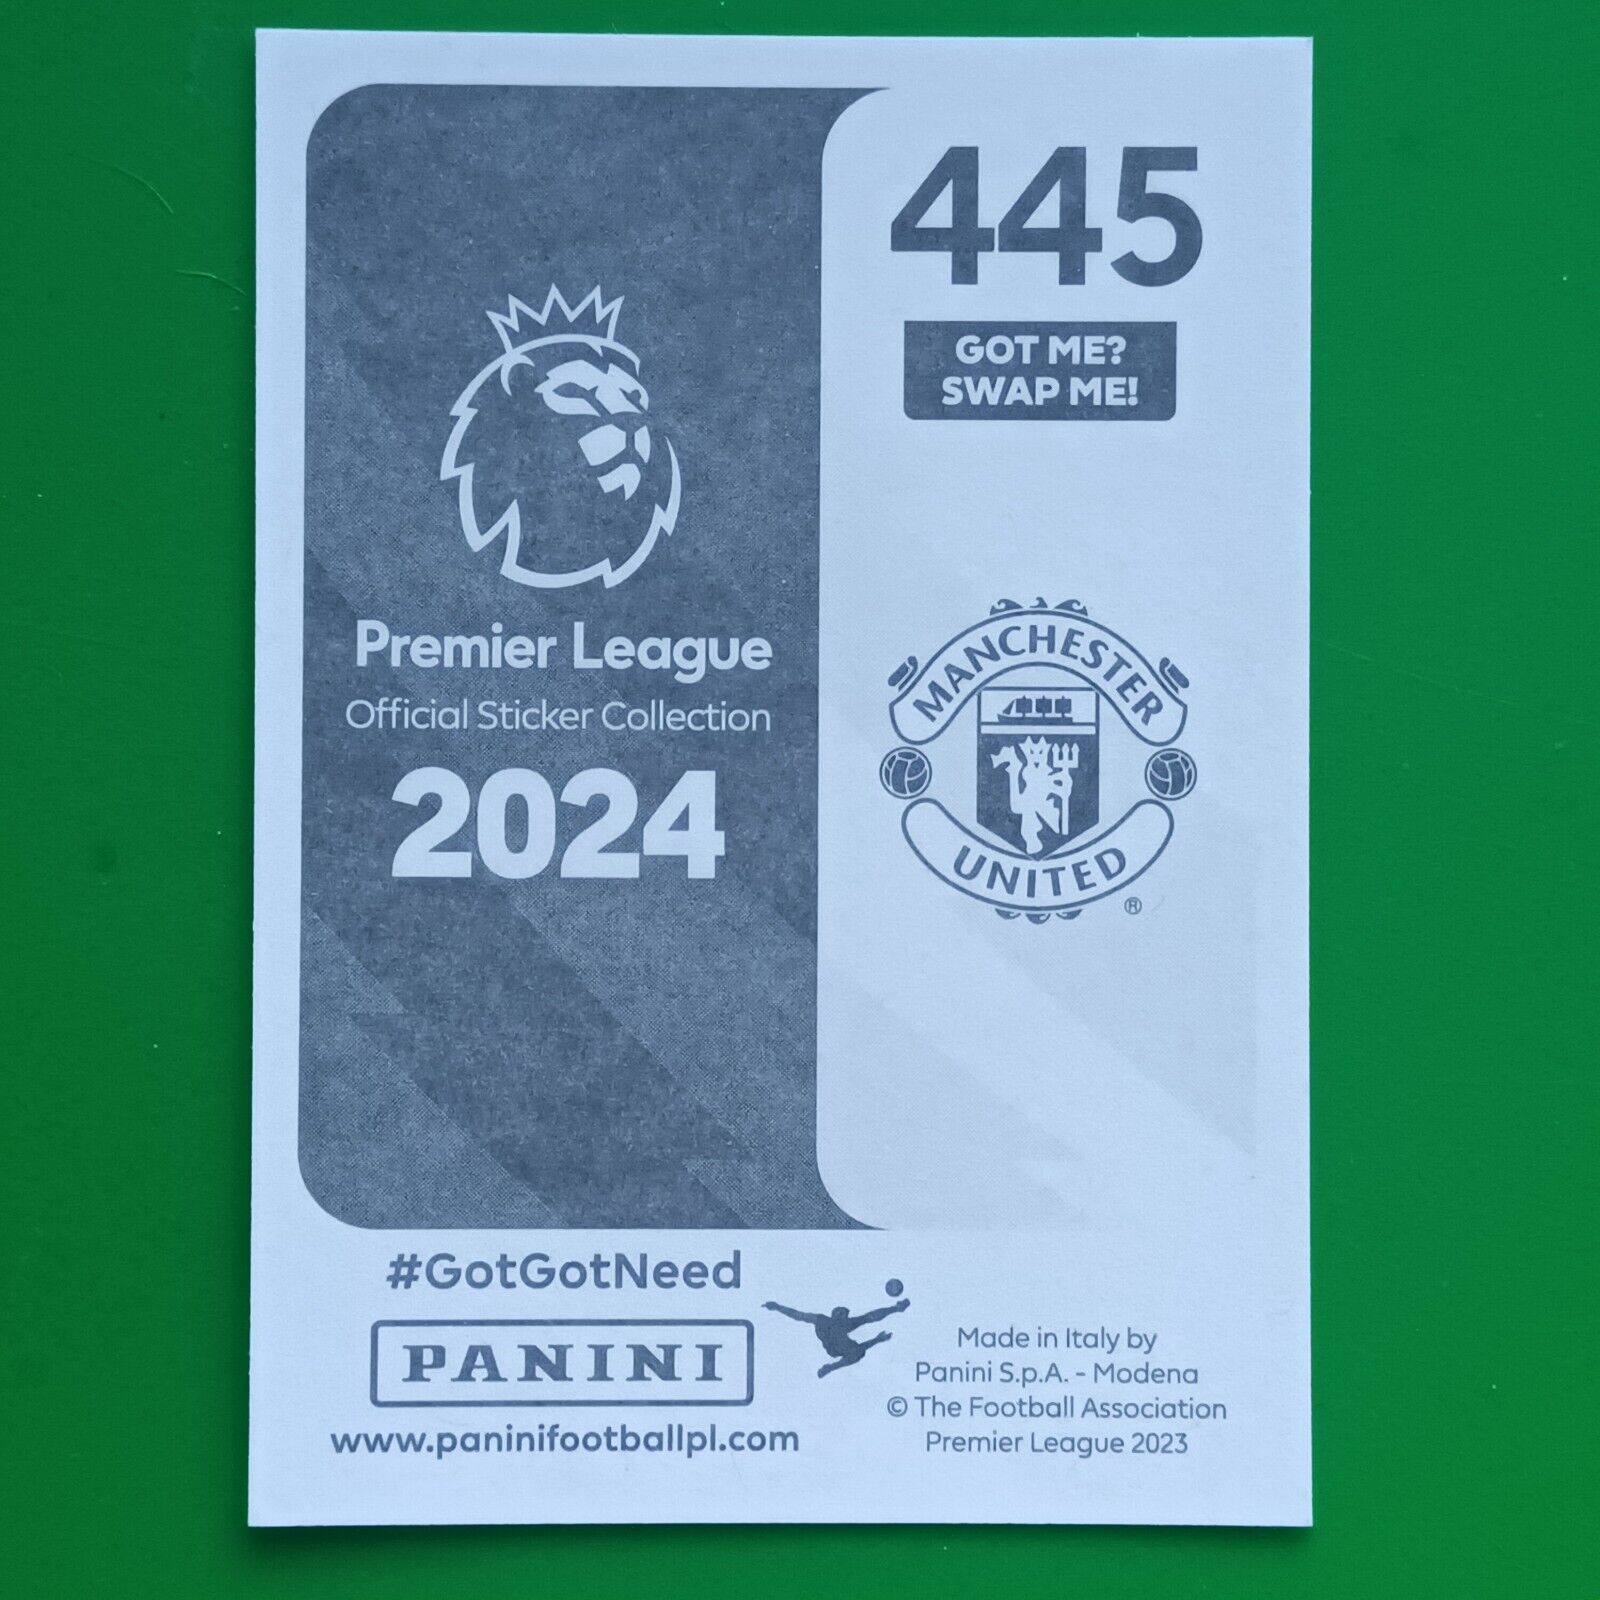 445
GOT ME?
SWAP ME!
Premier League
Official Sticker Collection
2024
MANCHESTER
UNITED
®
#GotGotNeed
PANINI
www.paninifootballpl.com
Made in Italy by
Panini S.p.A. - Modena
© The Football Association
Premier League 2023